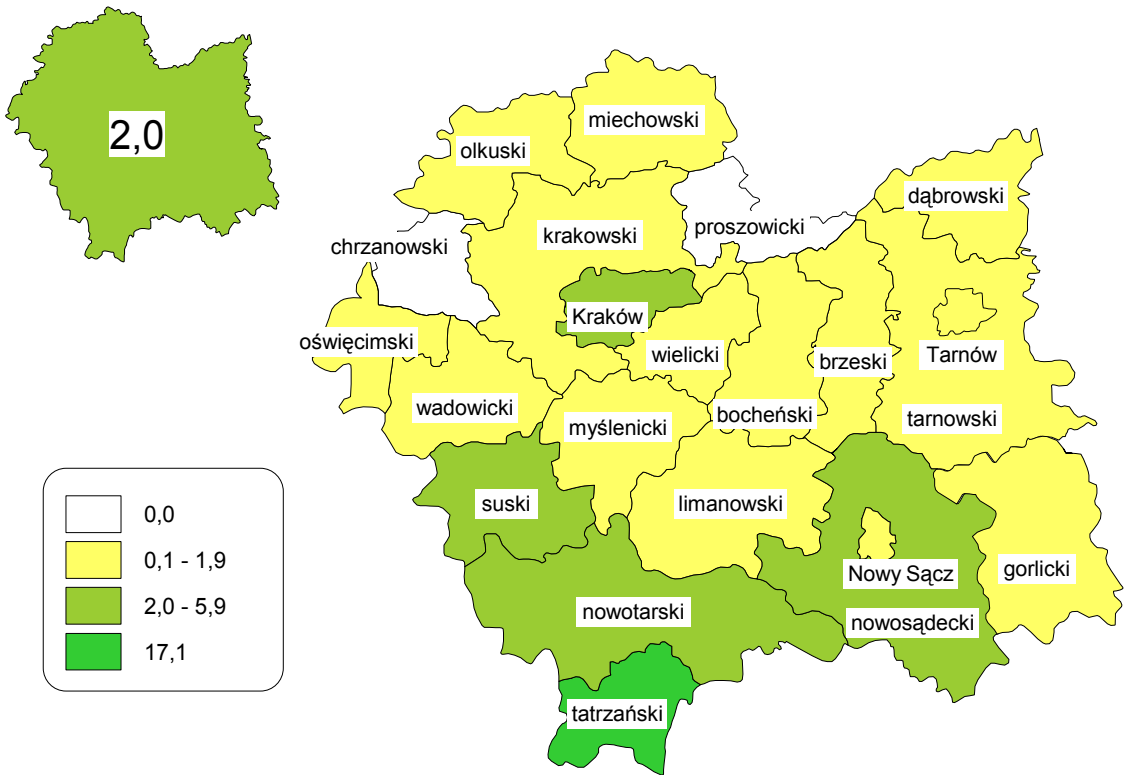 2,0
miechowski
olkuski
dąbrowski
proszowicki
krakowski
chrzanowski
Kraków
oświęcimski
wielicki
brzeski
Tarnów
wadowicki
bocheński
tarnowski
myślenicki
suski
limanowski
Nowy Sącz
gorlicki
nowotarski
nowosądecki
tatrzański
0,0
0,1 - 1,9
2,0 - 5,9
17,1